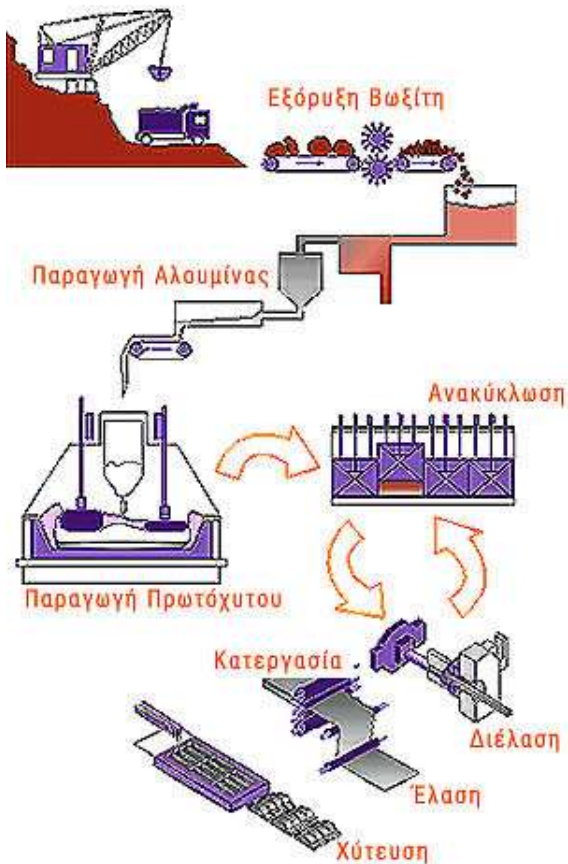 Εξόρυξη Βωξίτη
Παραγωγή Αλουμίνας
Ανακύκλωση
Παραγωγή Πρωτόχυτου
Κατεργασία
Διέλαση
Έλαση
Χύτευση